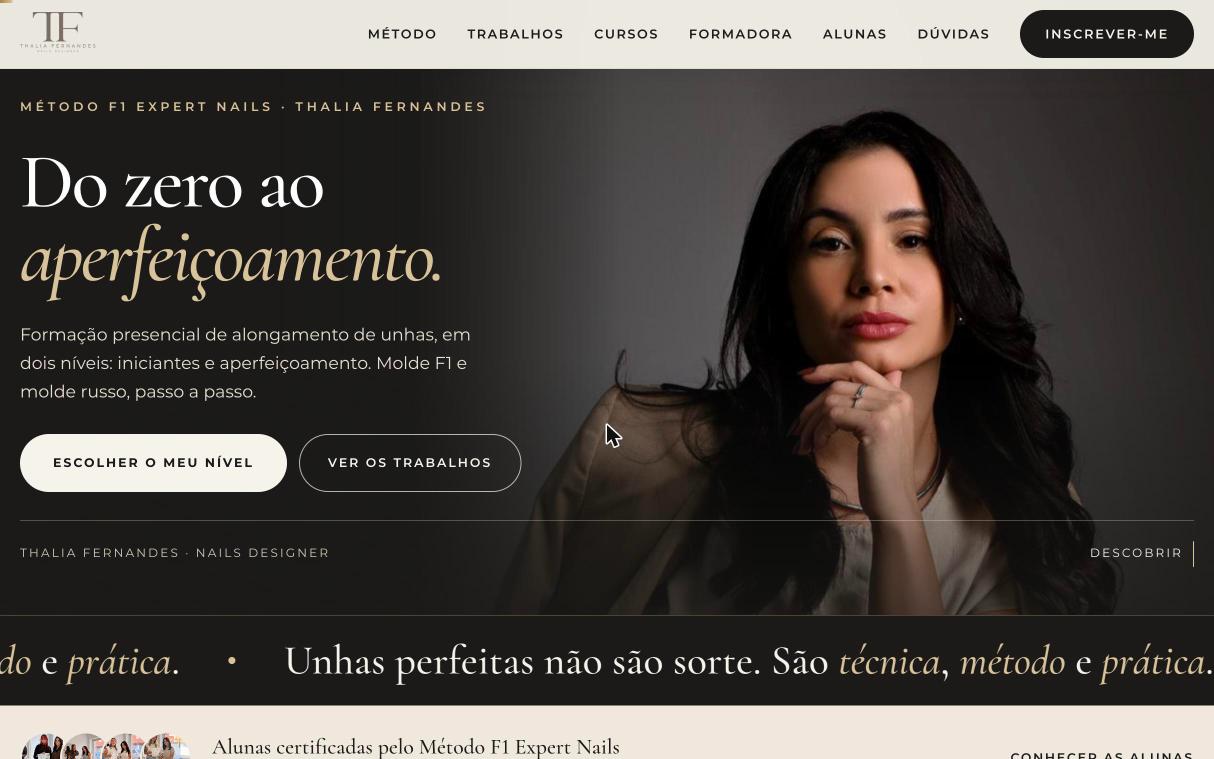 TF
THALIA FERNANDES
NAILS DESIGNER
MÉTODO TRABALHOS CURSOS FORMADORA ALUNAS DÚVIDAS INSCREVER-ME
MÉTODO F1 EXPERT NAILS · THALIA FERNANDES
Do zero ao
aperfeiçoamento.
Formação presencial de alongamento de unhas, em
dois níveis: iniciantes e aperfeiçoamento. Molde F1 e
molde russo, passo a passo.
ESCOLHER O MEU NÍVEL VER OS TRABALHOS
THALIA FERNANDES · NAILS DESIGNER DESCOBRIR
do e prática. • Unhas perfeitas não são sorte. São técnica, método e prática.
Alunas certificadas pelo Método F1 Expert Nails
CONHECER AS ALUNAS